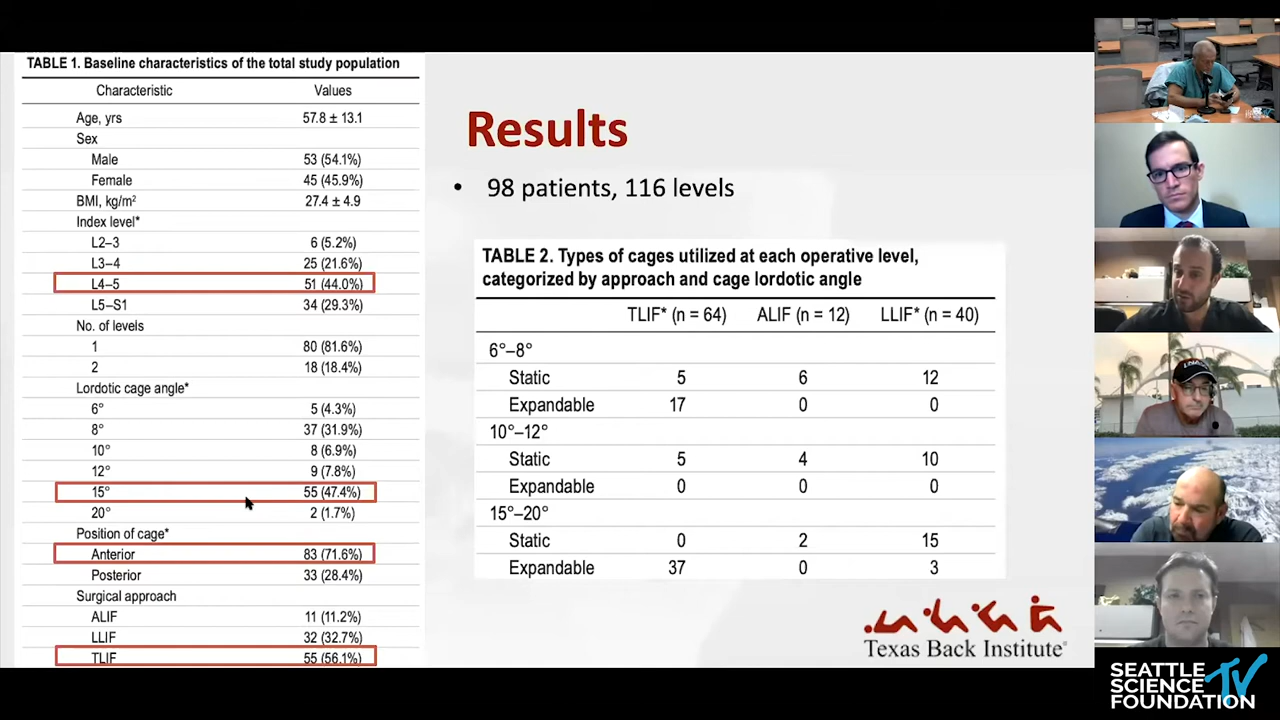 TABLE 1. Baseline characteristics of the total study population
Characteristic Values
Age, yrs 57.8 ± 13.1
Sex
Male 53 (54.1%)
Female 45 (45.9%)
BMI, kg/m² 27.4 ± 4.9
Index level*
L2–3 6 (5.2%)
L3–4 25 (21.6%)
L4–5 51 (44.0%)
L5–S1 34 (29.3%)
No. of levels
1 80 (81.6%)
2 18 (18.4%)
Lordotic cage angle*
6° 5 (4.3%)
8° 37 (31.9%)
10° 8 (6.9%)
12° 9 (7.8%)
15° 55 (47.4%)
20° 2 (1.7%)
Position of cage*
Anterior 83 (71.6%)
Posterior 33 (28.4%)
Surgical approach
ALIF 11 (11.2%)
LLIF 32 (32.7%)
TLIF 55 (56.1%)
Results
• 98 patients, 116 levels
TABLE 2. Types of cages utilized at each operative level,
categorized by approach and cage lordotic angle
TLIF* (n = 64) ALIF (n = 12) LLIF* (n = 40)
6°–8°
Static 5 6 12
Expandable 17 0 0
10°–12°
Static 5 4 10
Expandable 0 0 0
15°–20°
Static 0 2 15
Expandable 37 0 3
Texas Back Institute®
SEATTLE
SCIENCE
FOUNDATION
TV